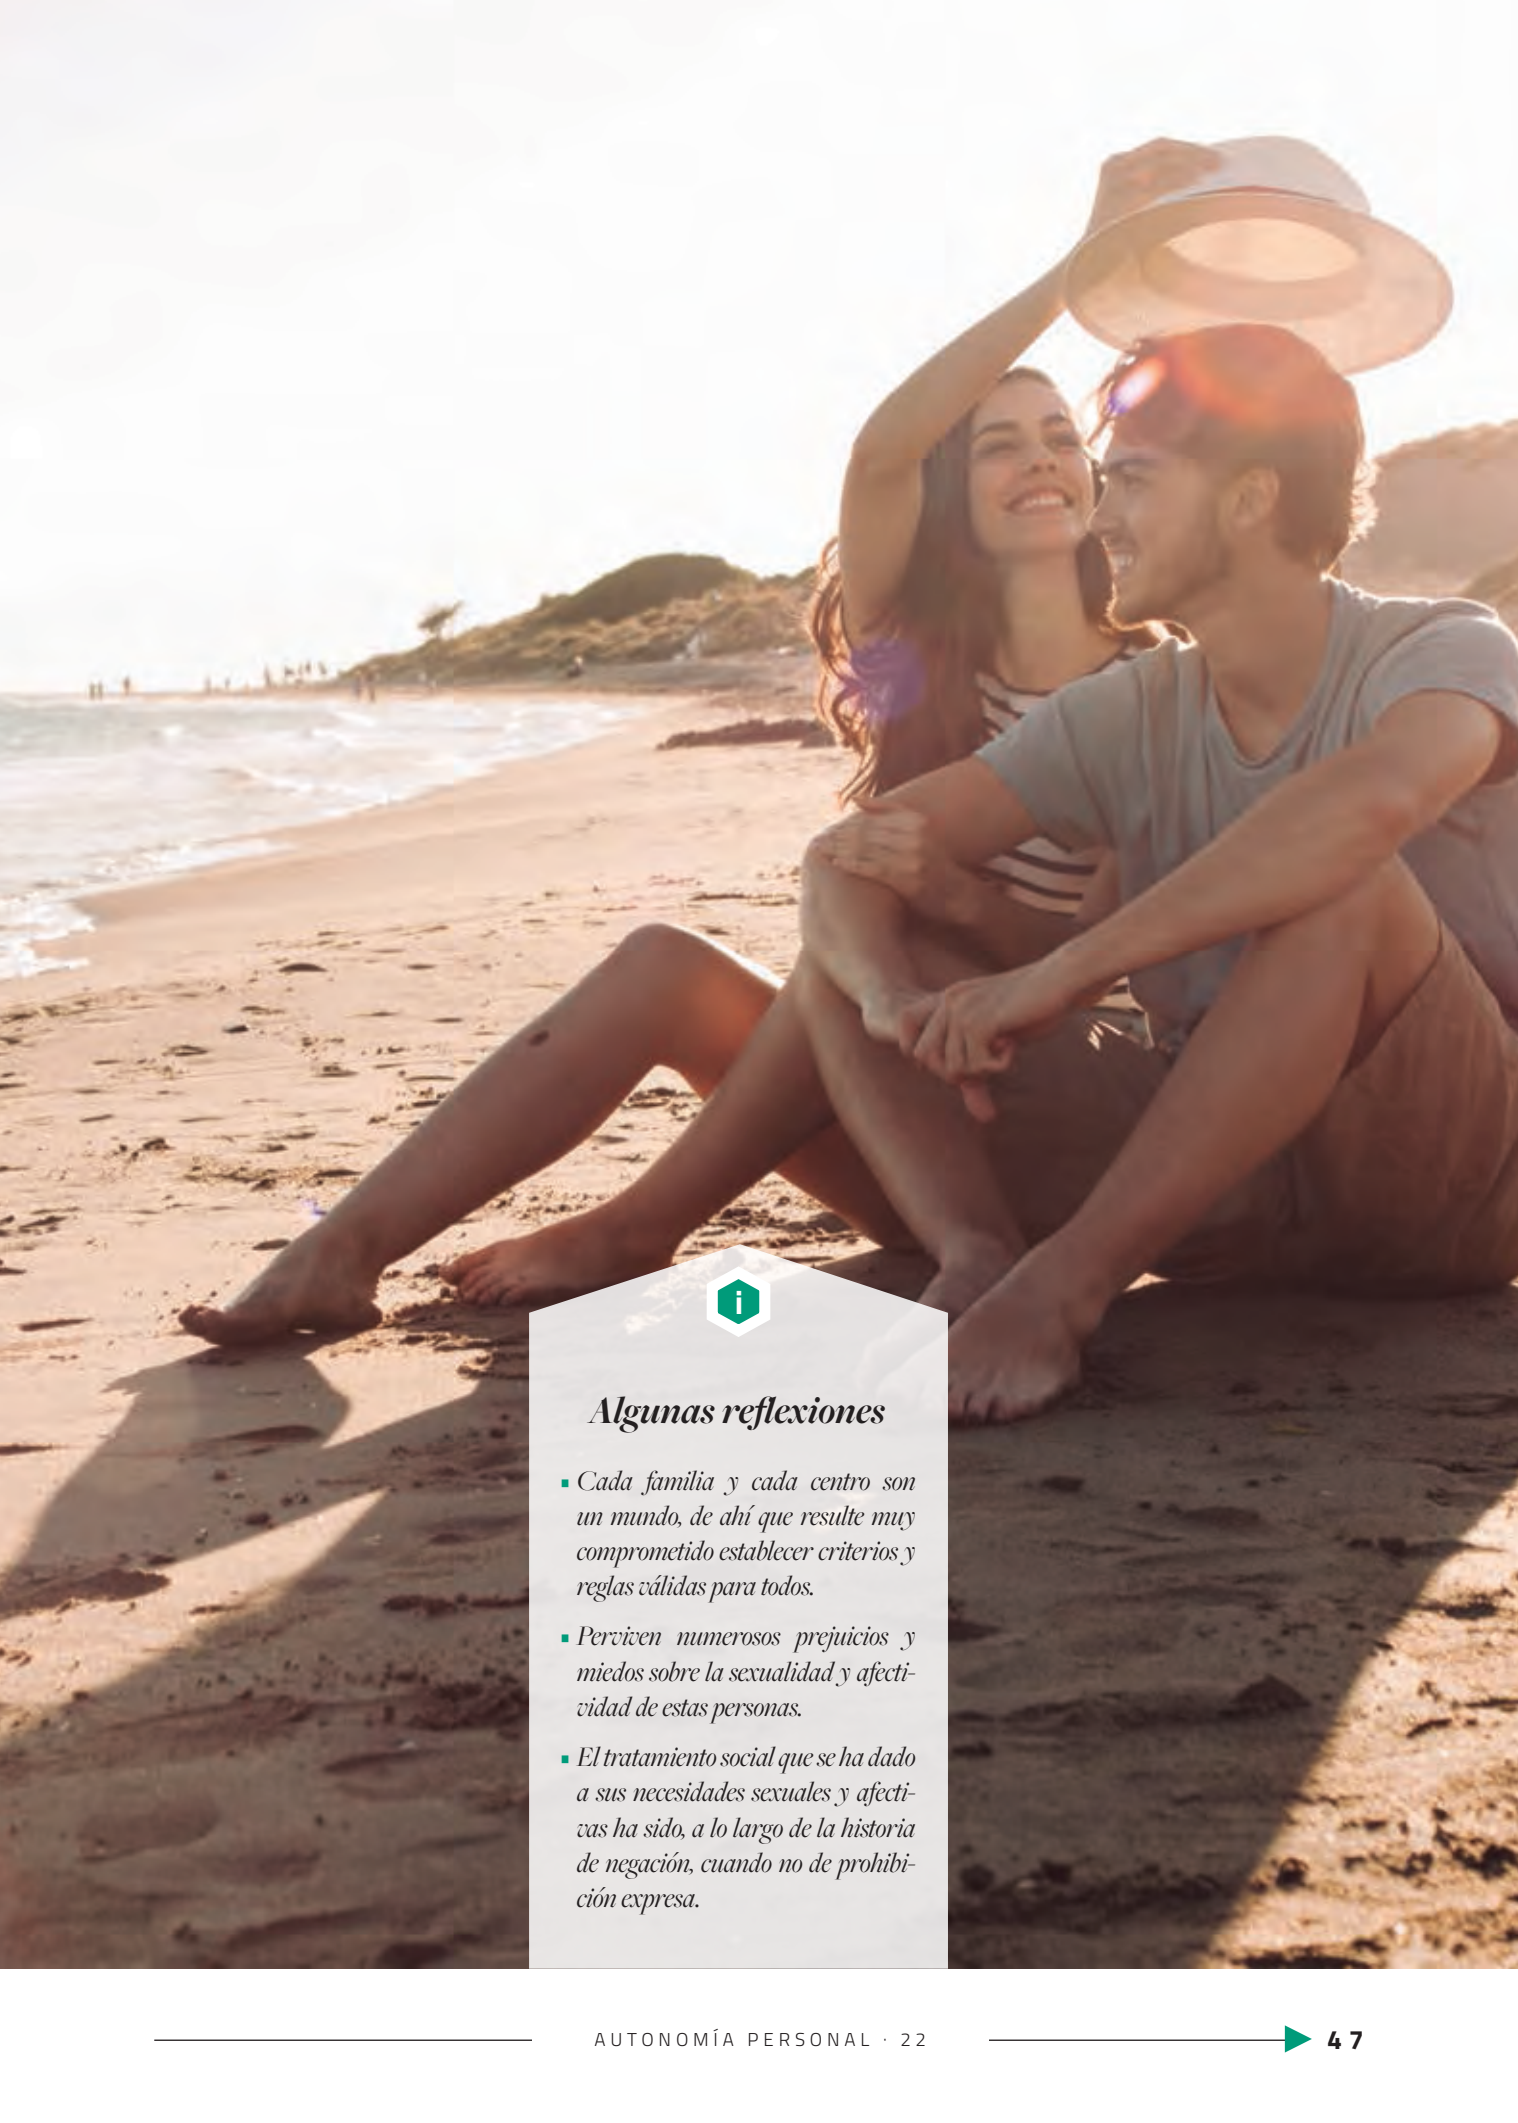 i
Algunas reflexiones
▪ Cada familia y cada centro son
un mundo, de ahí que resulte muy
comprometido establecer criterios y
reglas válidas para todos.
▪ Perviven numerosos prejuicios y
miedos sobre la sexualidad y afecti-
vidad de estas personas.
▪ El tratamiento social que se ha dado
a sus necesidades sexuales y afecti-
vas ha sido, a lo largo de la historia
de negación, cuando no de prohibi-
ción expresa.
AUTONOMÍA PERSONAL · 22
47